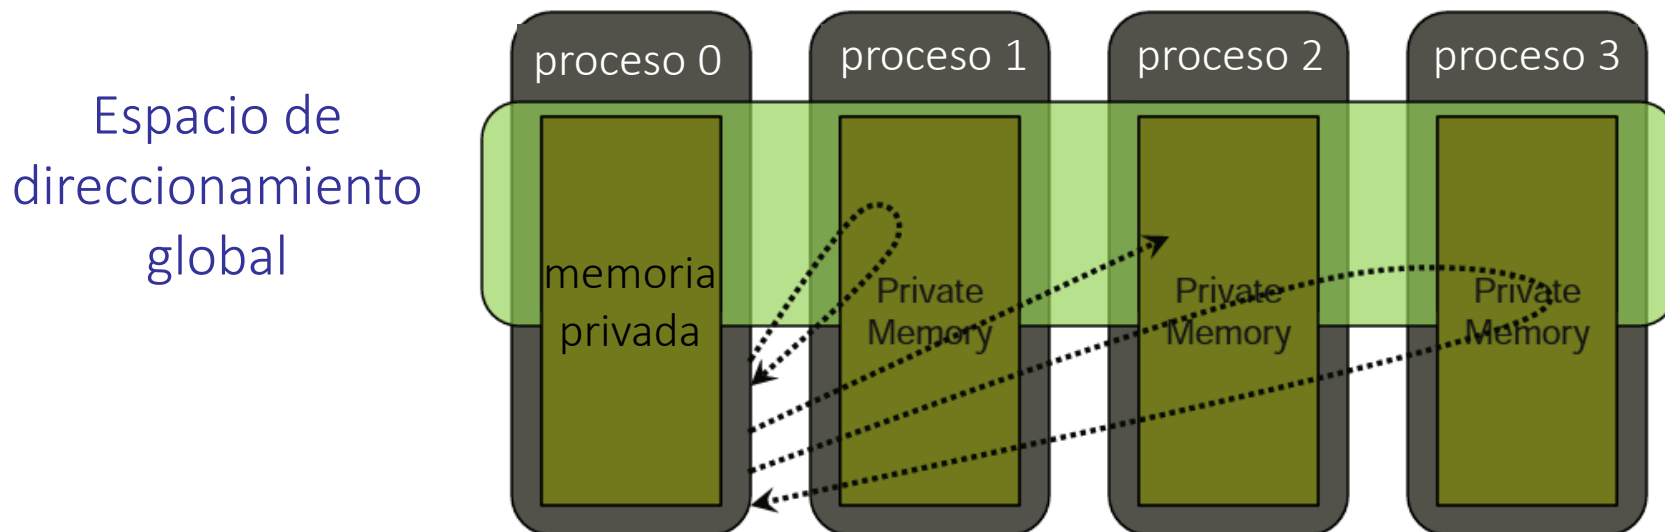 Espacio de
direccionamiento
global
proceso 0
proceso 1
proceso 2
proceso 3
memoria
privada
Private
Memory
Private
Memory
Private
Memory